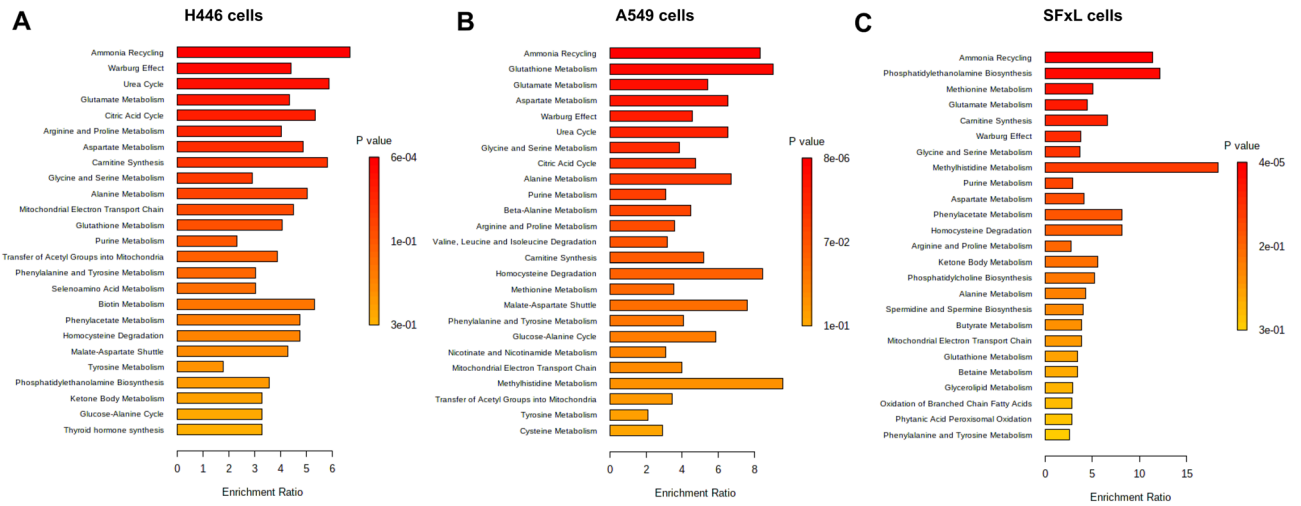 A
H446 cells
Ammonia Recycling
Warburg Effect
Urea Cycle
Glutamate Metabolism
Citric Acid Cycle
Arginine and Proline Metabolism
Aspartate Metabolism
Carnitine Synthesis
Glycine and Serine Metabolism
Alanine Metabolism
Mitochondrial Electron Transport Chain
Glutathione Metabolism
Purine Metabolism
Transfer of Acetyl Groups into Mitochondria
Phenylalanine and Tyrosine Metabolism
Selenoamino Acid Metabolism
Biotin Metabolism
Phenylacetate Metabolism
Homocysteine Degradation
Malate-Aspartate Shuttle
Tyrosine Metabolism
Phosphatidylethanolamine Biosynthesis
Ketone Body Metabolism
Glucose-Alanine Cycle
Thyroid hormone synthesis
0 1 2 3 4 5 6
Enrichment Ratio
P value
6e-04
1e-01
3e-01
B
A549 cells
Ammonia Recycling
Glutathione Metabolism
Glutamate Metabolism
Aspartate Metabolism
Warburg Effect
Urea Cycle
Glycine and Serine Metabolism
Citric Acid Cycle
Alanine Metabolism
Purine Metabolism
Beta-Alanine Metabolism
Arginine and Proline Metabolism
Valine, Leucine and Isoleucine Degradation
Carnitine Synthesis
Homocysteine Degradation
Methionine Metabolism
Malate-Aspartate Shuttle
Phenylalanine and Tyrosine Metabolism
Glucose-Alanine Cycle
Nicotinate and Nicotinamide Metabolism
Mitochondrial Electron Transport Chain
Methylhistidine Metabolism
Transfer of Acetyl Groups into Mitochondria
Tyrosine Metabolism
Cysteine Metabolism
0 2 4 6 8
Enrichment Ratio
P value
8e-06
7e-02
1e-01
C
SFxL cells
Ammonia Recycling
Phosphatidylethanolamine Biosynthesis
Methionine Metabolism
Glutamate Metabolism
Carnitine Synthesis
Warburg Effect
Glycine and Serine Metabolism
Methylhistidine Metabolism
Purine Metabolism
Aspartate Metabolism
Phenylacetate Metabolism
Homocysteine Degradation
Arginine and Proline Metabolism
Ketone Body Metabolism
Phosphatidylcholine Biosynthesis
Alanine Metabolism
Spermidine and Spermine Biosynthesis
Butyrate Metabolism
Mitochondrial Electron Transport Chain
Glutathione Metabolism
Betaine Metabolism
Glycerolipid Metabolism
Oxidation of Branched Chain Fatty Acids
Phytanic Acid Peroxisomal Oxidation
Phenylalanine and Tyrosine Metabolism
0 5 10 15
Enrichment Ratio
P value
4e-05
2e-01
3e-01